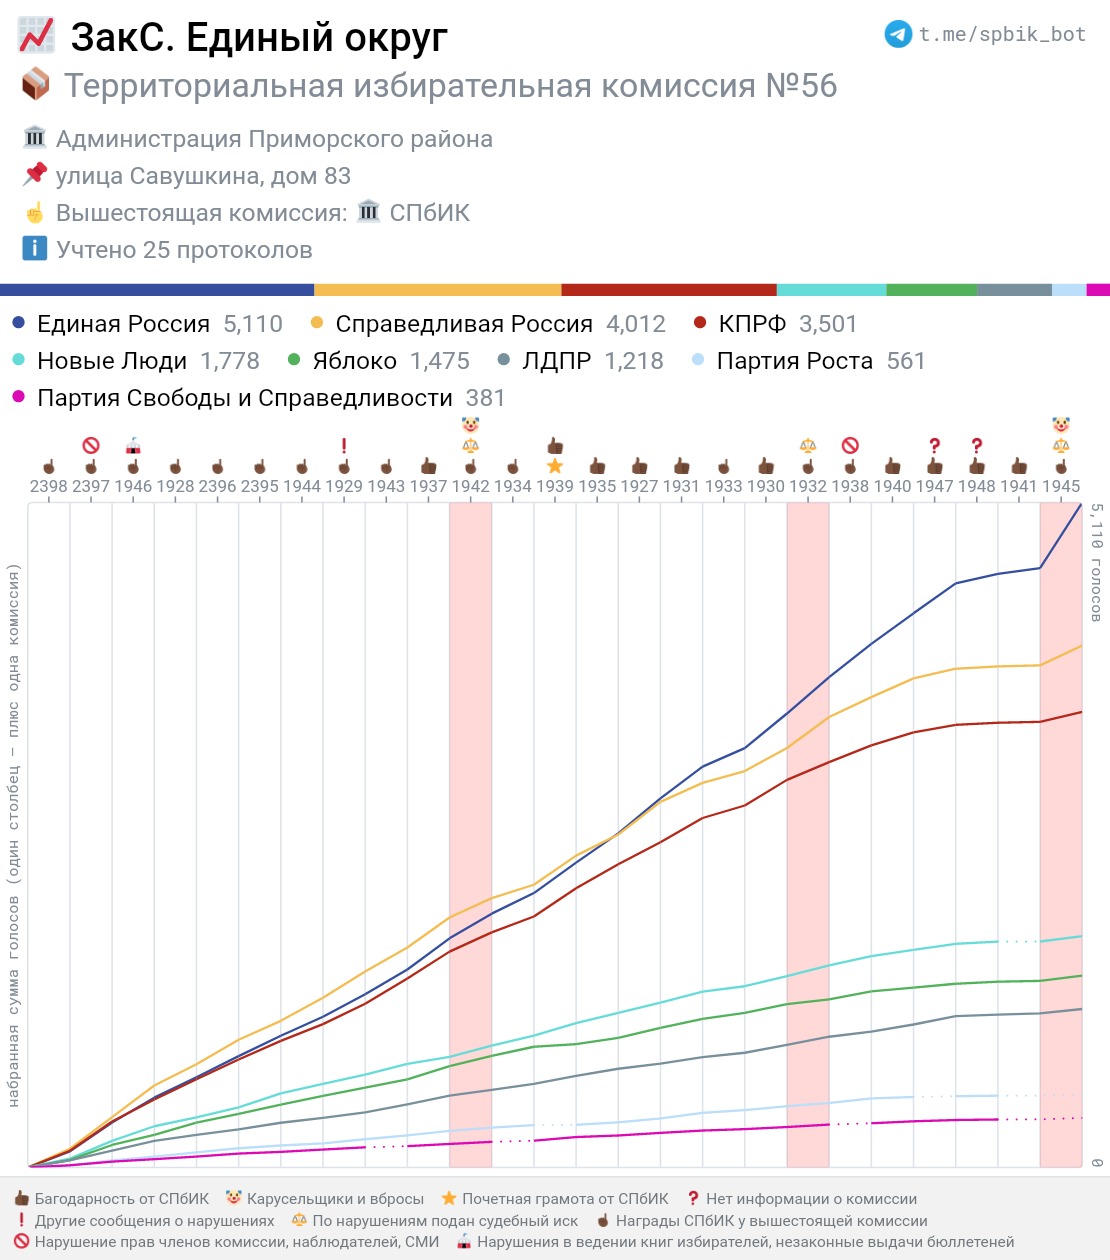 ЗакС. Единый округ
t.me/spbik_bot
Территориальная избирательная комиссия №56
Администрация Приморского района
улица Савушкина, дом 83
Вышестоящая комиссия: СПбИК
Учтено 25 протоколов
Единая Россия 5,110 Справедливая Россия 4,012 КПРФ 3,501
Новые Люди 1,778 Яблоко 1,475 ЛДПР 1,218 Партия Роста 561
Партия Свободы и Справедливости 381
2398 2397 1946 1928 2396 2395 1944 1929 1943 1937 1942 1934 1939 1935 1927 1931 1933 1930 1932 1938 1940 1947 1948 1941 1945
5,110 голосов
набранная сумма голосов (один столбец – плюс одна комиссия)
0
Багодарность от СПбИК Карусельщики и вбросы Почетная грамота от СПбИК Нет информации о комиссии
Другие сообщения о нарушениях По нарушениям подан судебный иск Награды СПбИК у вышестоящей комиссии
Нарушение прав членов комиссии, наблюдателей, СМИ Нарушения в ведении книг избирателей, незаконные выдачи бюллетеней